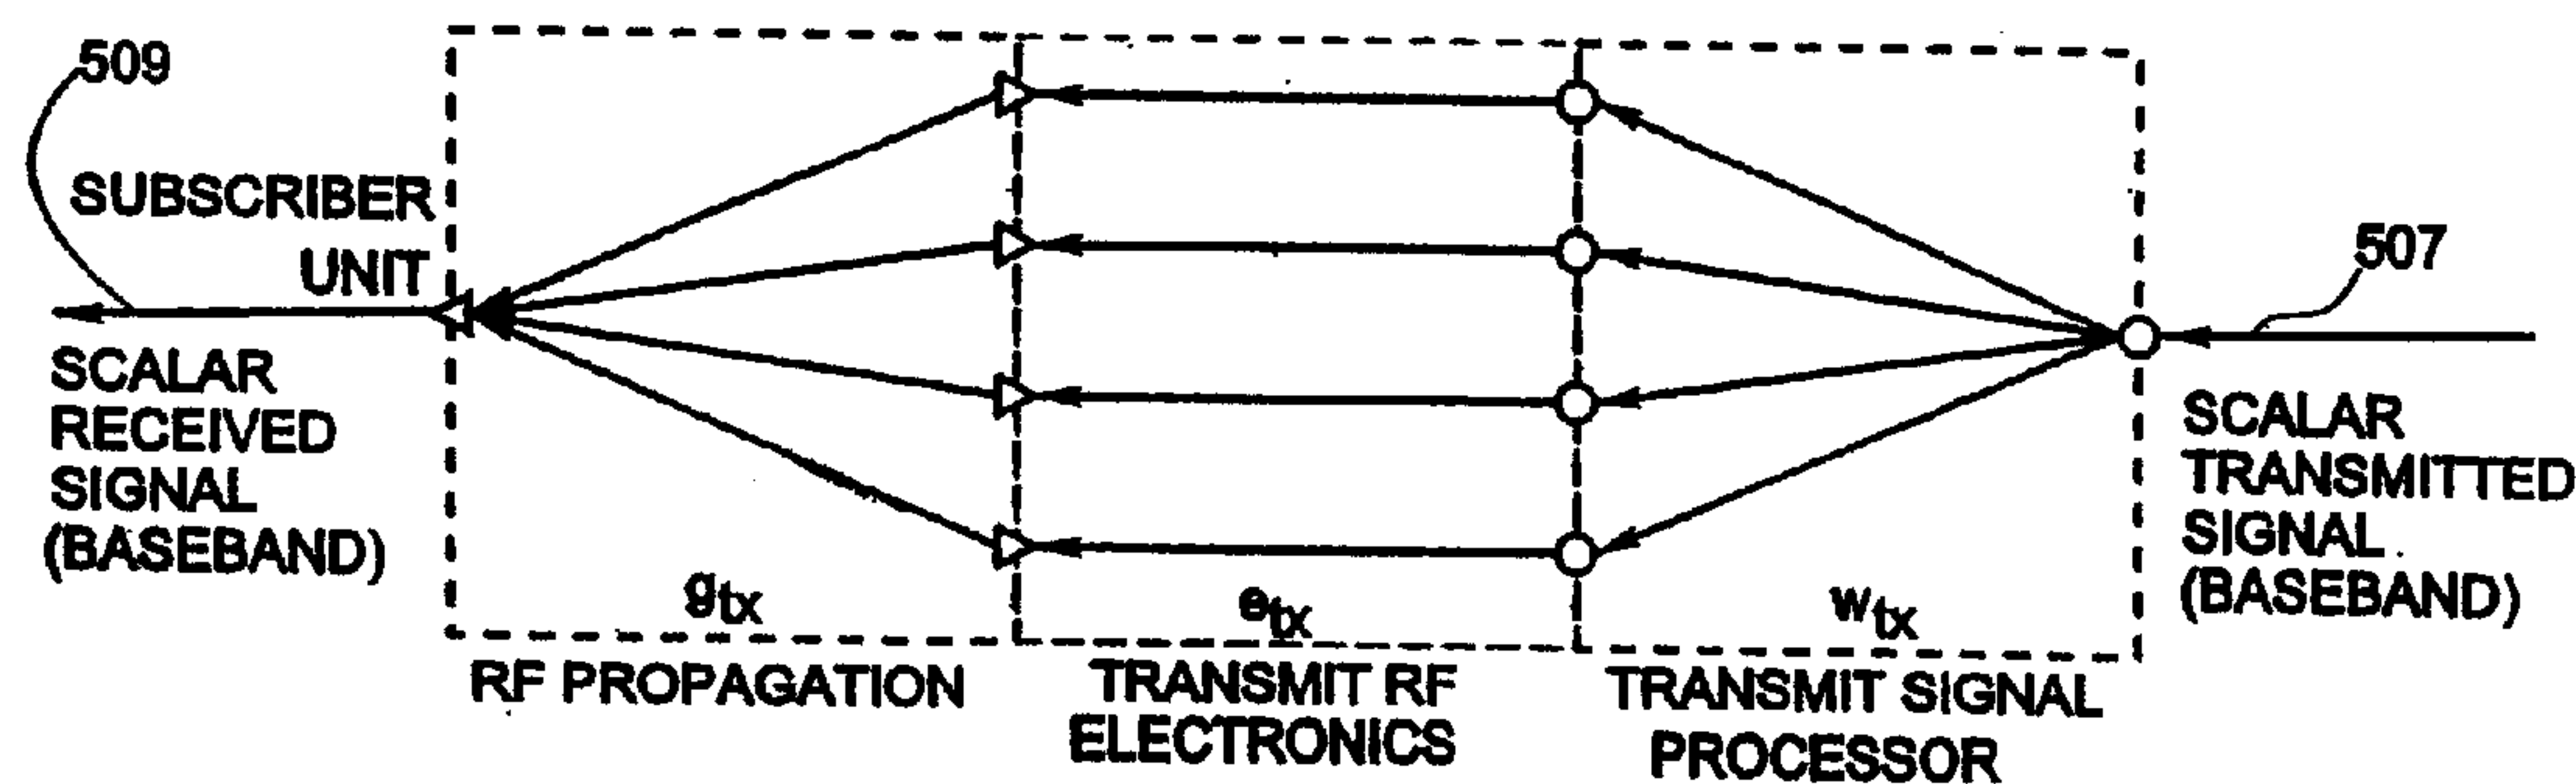 509
SUBSCRIBER
UNIT
SCALAR
RECEIVED
SIGNAL
(BASEBAND)
507
SCALAR
TRANSMITTED
SIGNAL
(BASEBAND)
gtx
etx
wtx
RF PROPAGATION
TRANSMIT RF
ELECTRONICS
TRANSMIT SIGNAL
PROCESSOR